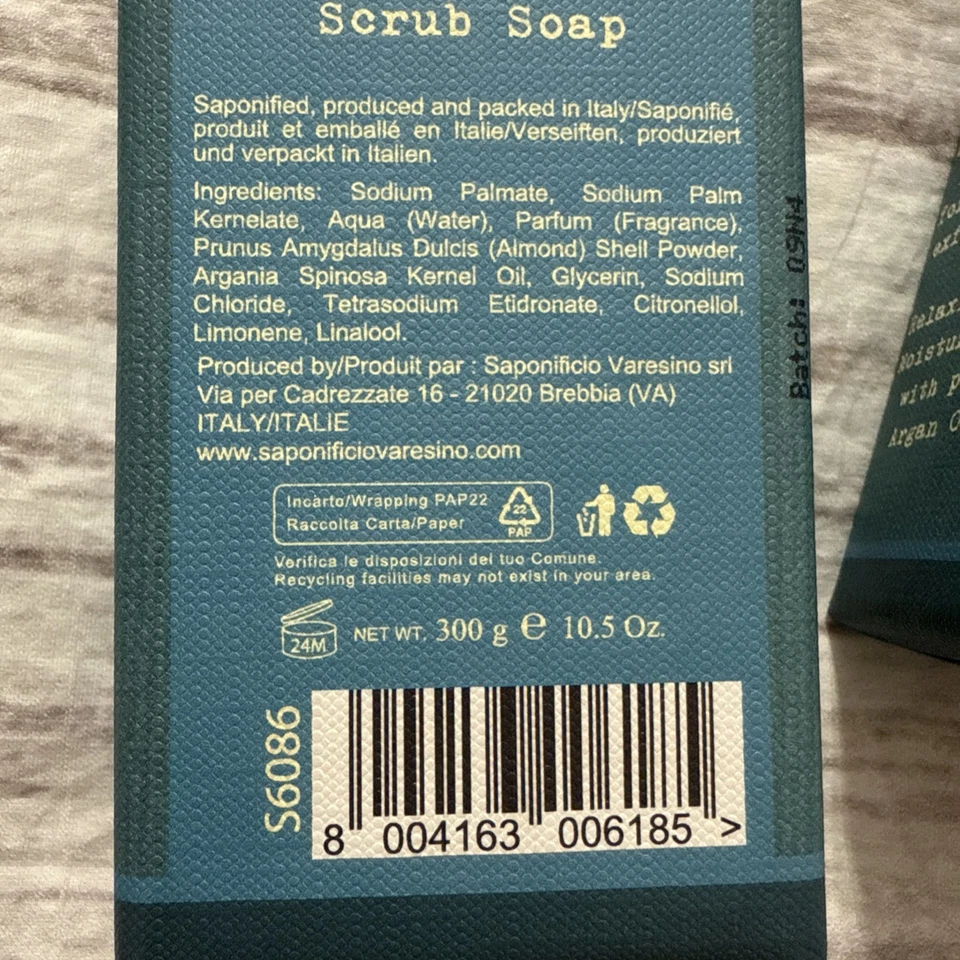 Scrub Soap
Saponified, produced and packed in Italy/Saponifié,
produit et emballé en Italie/Verseiften, produziert
und verpackt in Italien.
Ingredients: Sodium Palmate, Sodium Palm
Kernelate, Aqua (Water), Parfum (Fragrance),
Prunus Amygdalus Dulcis (Almond) Shell Powder,
Argania Spinosa Kernel Oil, Glycerin, Sodium
Chloride, Tetrasodium Etidronate, Citronellol,
Limonene, Linalool.
Produced by/Produit par : Saponificio Varesino srl
Via per Cadrezzate 16 - 21020 Brebbia (VA)
ITALY/ITALIE
www.saponificiovaresino.com
Incarto/Wrapping PAP22
Raccolta Carta/Paper
22
PAP
Verifica le disposizioni del tuo Comune.
Recycling facilities may not exist in your area.
24M
NET WT. 300 g e 10.5 Oz.
S6086
8 004163 006185 >
Batch: 09H4
with
Argan